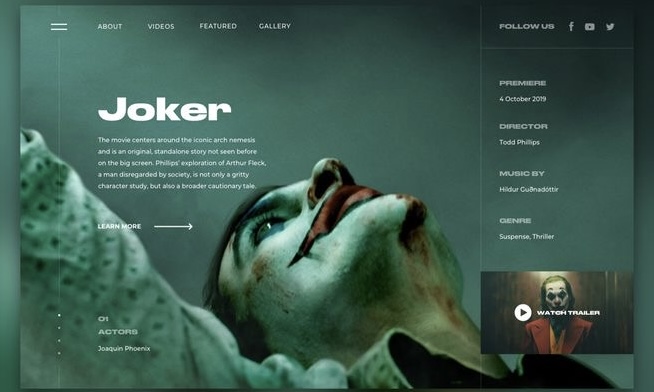 ABOUT
VIDEOS
FEATURED
GALLERY
FOLLOW US
Joker
The movie centers around the iconic arch nemesis
and is an original, standalone story not seen before
on the big screen. Phillips' exploration of Arthur Fleck,
a man disregarded by society, is not only a gritty
character study, but also a broader cautionary tale.
LEARN MORE
01
ACTORS
Joaquin Phoenix
PREMIERE
4 October 2019
DIRECTOR
Todd Phillips
MUSIC BY
Hildur Guðnadóttir
GENRE
Suspense, Thriller
WATCH TRAILER